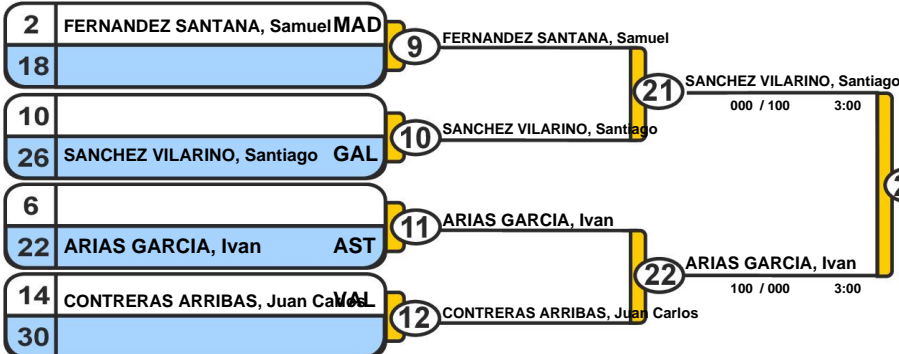 2 FERNANDEZ SANTANA, Samuel MAD
18
9 FERNANDEZ SANTANA, Samuel
10
26 SANCHEZ VILARINO, Santiago GAL
10 SANCHEZ VILARINO, Santiago
21 SANCHEZ VILARINO, Santiago
000 / 100 3:00
6
22 ARIAS GARCIA, Ivan AST
11 ARIAS GARCIA, Ivan
14 CONTRERAS ARRIBAS, Juan Carlos VAL
30
12 CONTRERAS ARRIBAS, Juan Carlos
22 ARIAS GARCIA, Ivan
100 / 000 3:00